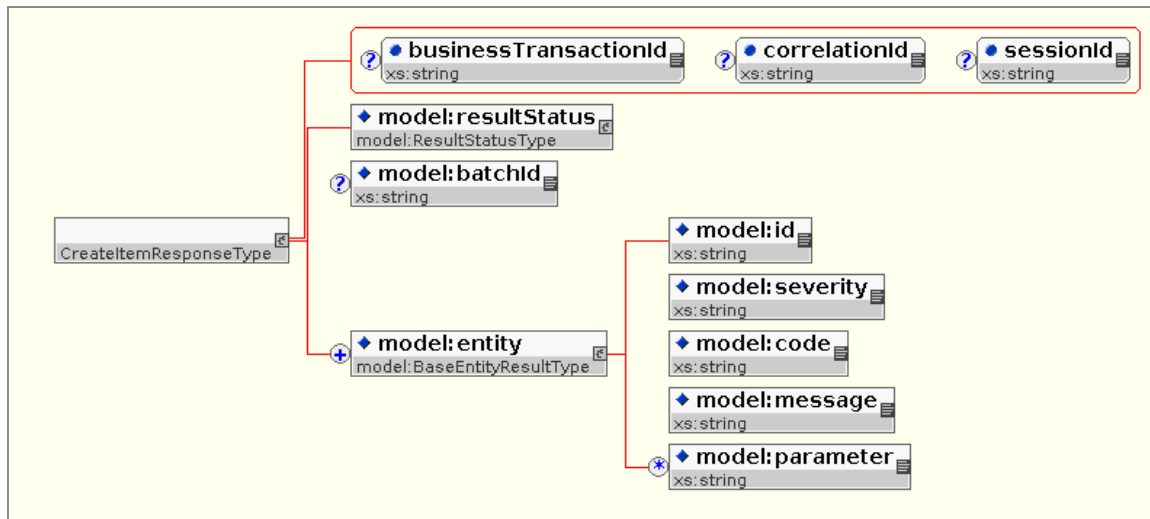 ? businessTransactionId ? correlationId ? sessionId
xs:string xs:string xs:string
model:resultStatus
model:ResultStatusType
? model:batchId
xs:string
CreateItemResponseType
model:id
xs:string
model:severity
xs:string
+ model:entity
model:BaseEntityResultType
model:code
xs:string
model:message
xs:string
* model:parameter
xs:string